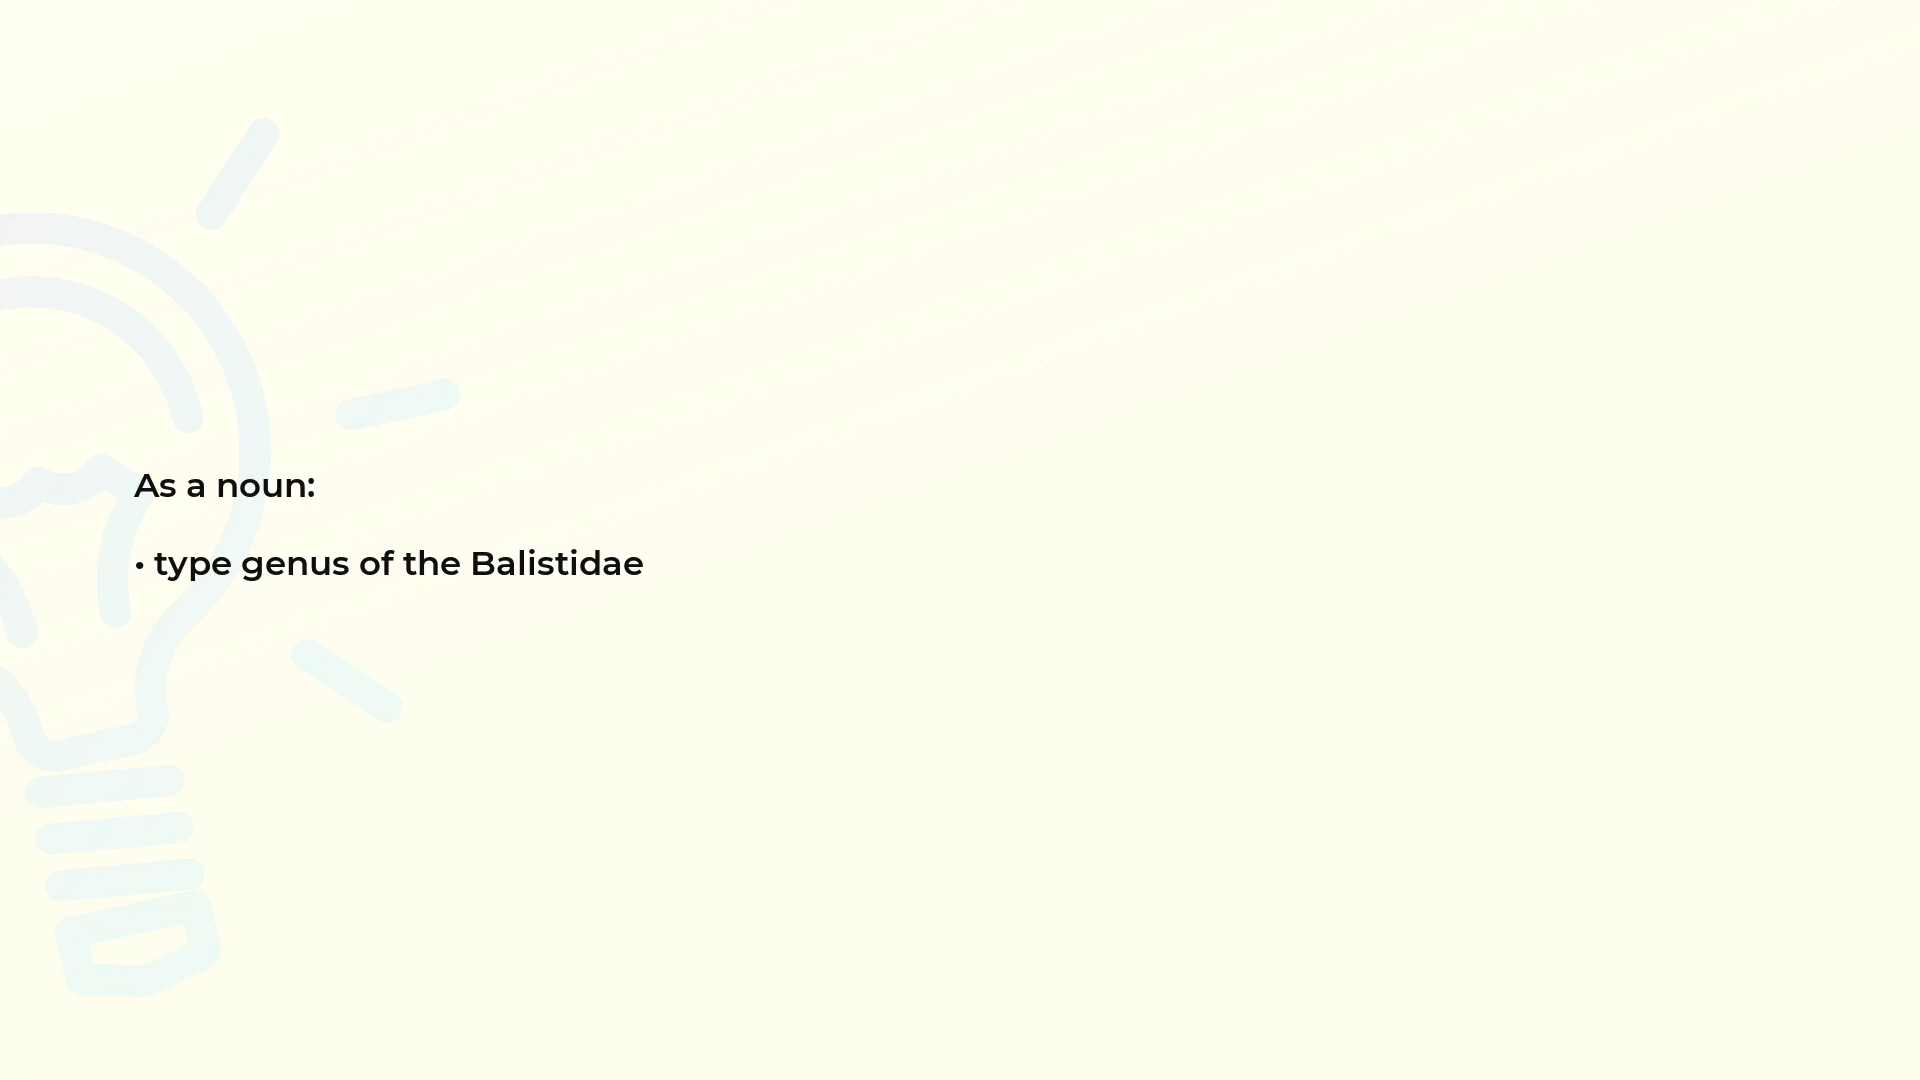 As a noun:
• type genus of the Balistidae